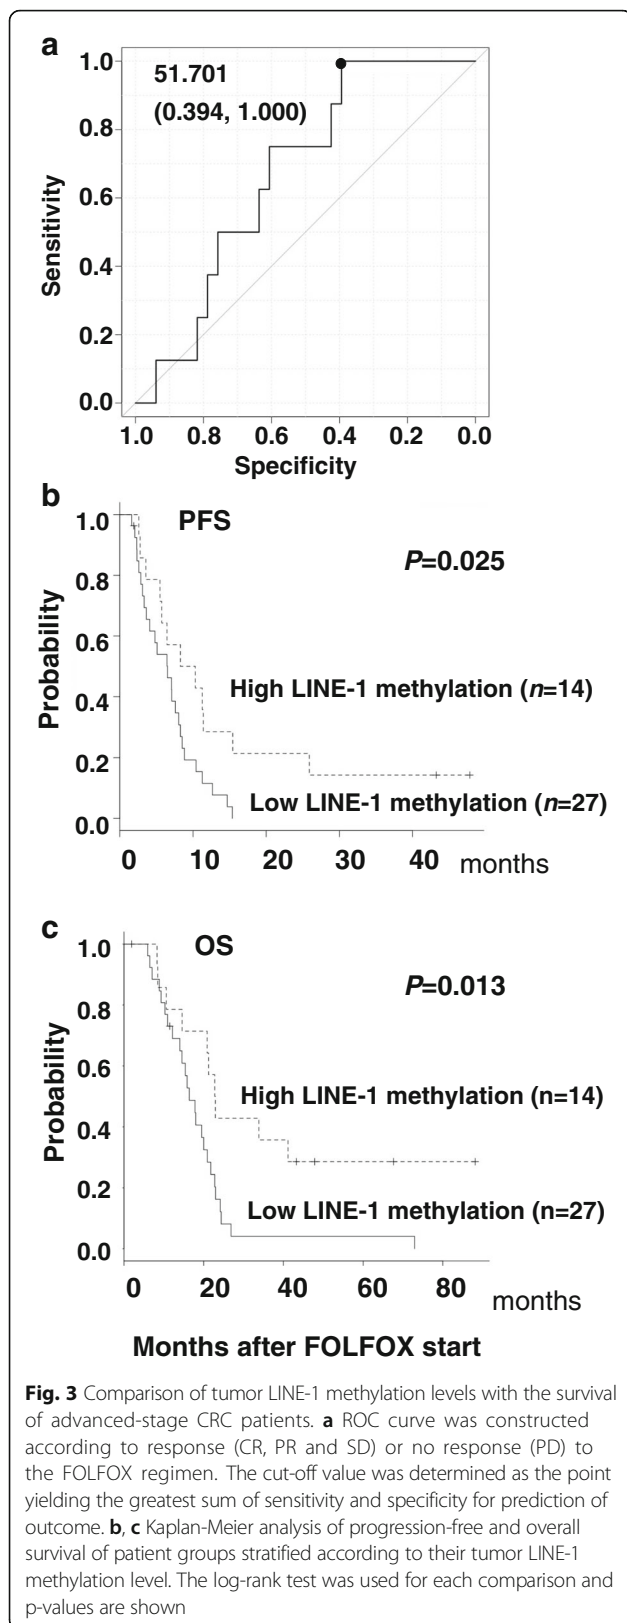 a
51.701
(0.394, 1.000)
Sensitivity
1.0
0.8
0.6
0.4
0.2
0.0
1.0 0.8 0.6 0.4 0.2 0.0
Specificity
b
PFS
P=0.025
Probability
1.0
0.8
0.6
0.4
0.2
0.0
High LINE-1 methylation (n=14)
Low LINE-1 methylation (n=27)
0 10 20 30 40 months
c
OS
P=0.013
Probability
1.0
0.8
0.6
0.4
0.2
0.0
High LINE-1 methylation (n=14)
Low LINE-1 methylation (n=27)
0 20 40 60 80 months
Months after FOLFOX start
Fig. 3 Comparison of tumor LINE-1 methylation levels with the survival
of advanced-stage CRC patients. a ROC curve was constructed
according to response (CR, PR and SD) or no response (PD) to
the FOLFOX regimen. The cut-off value was determined as the point
yielding the greatest sum of sensitivity and specificity for prediction of
outcome. b, c Kaplan-Meier analysis of progression-free and overall
survival of patient groups stratified according to their tumor LINE-1
methylation level. The log-rank test was used for each comparison and
p-values are shown